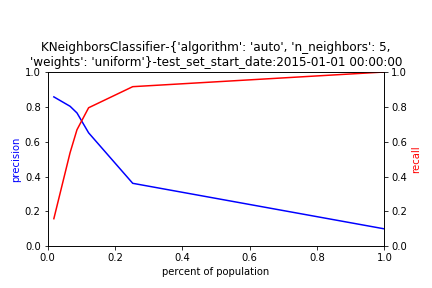 KNeighborsClassifier-{'algorithm': 'auto', 'n_neighbors': 5,
'weights': 'uniform'}-test_set_start_date:2015-01-01 00:00:00
1.0
0.8
0.6
0.4
0.2
0.0
precision
1.0
0.8
0.6
0.4
0.2
0.0
recall
0.0 0.2 0.4 0.6 0.8 1.0
percent of population